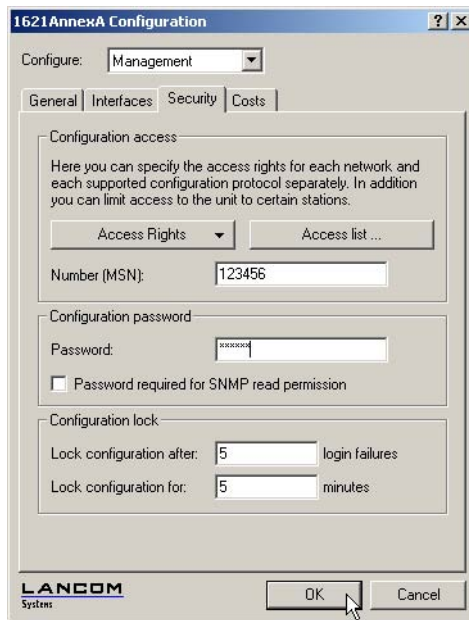 1621AnnexA Configuration
Configure: Management
General Interfaces Security Costs
Configuration access
Here you can specify the access rights for each network and
each supported configuration protocol separately. In addition
you can limit access to the unit to certain stations.
Access Rights Access list ...
Number (MSN): 123456
Configuration password
Password: ******
Password required for SNMP read permission
Configuration lock
Lock configuration after: 5 login failures
Lock configuration for: 5 minutes
LANCOM
Systems
OK Cancel